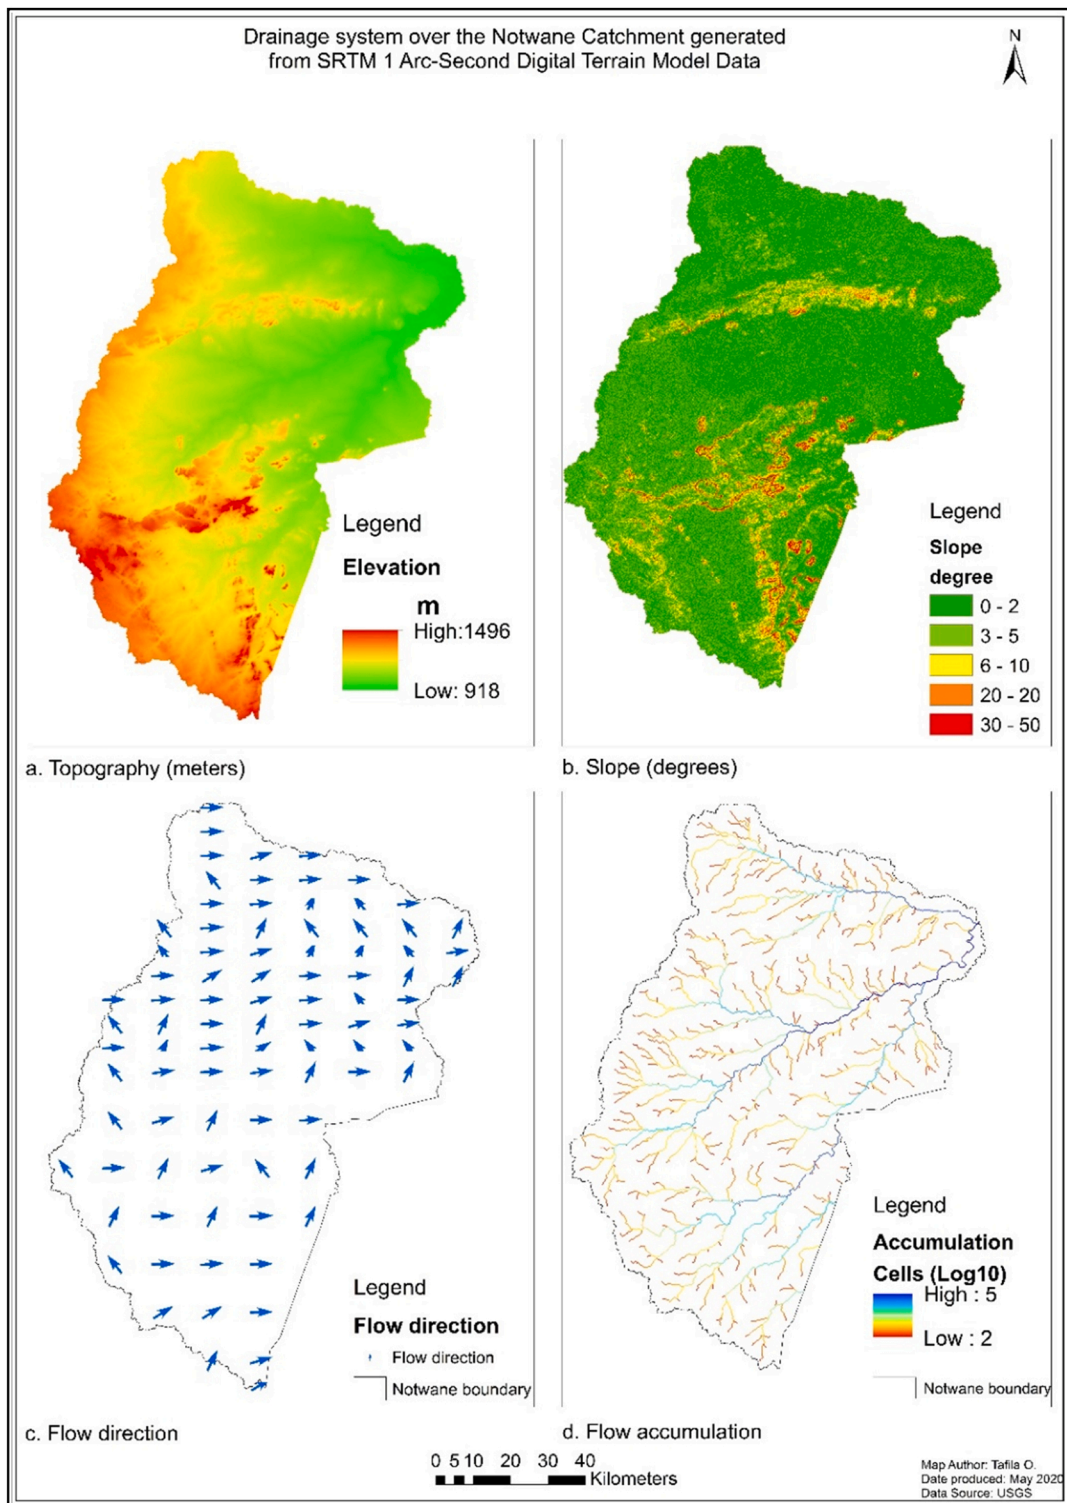 Drainage system over the Notwane Catchment generated
from SRTM 1 Arc-Second Digital Terrain Model Data
N
Legend
Elevation
m
High:1496
Low: 918
a. Topography (meters)
Legend
Slope
degree
0 - 2
3 - 5
6 - 10
20 - 20
30 - 50
b. Slope (degrees)
Legend
Flow direction
Flow direction
Notwane boundary
c. Flow direction
Legend
Accumulation
Cells (Log10)
High : 5
Low : 2
Notwane boundary
d. Flow accumulation
0 5 10 20 30 40
Kilometers
Map Author: Tafila O.
Date produced: May 2020
Data Source: USGS